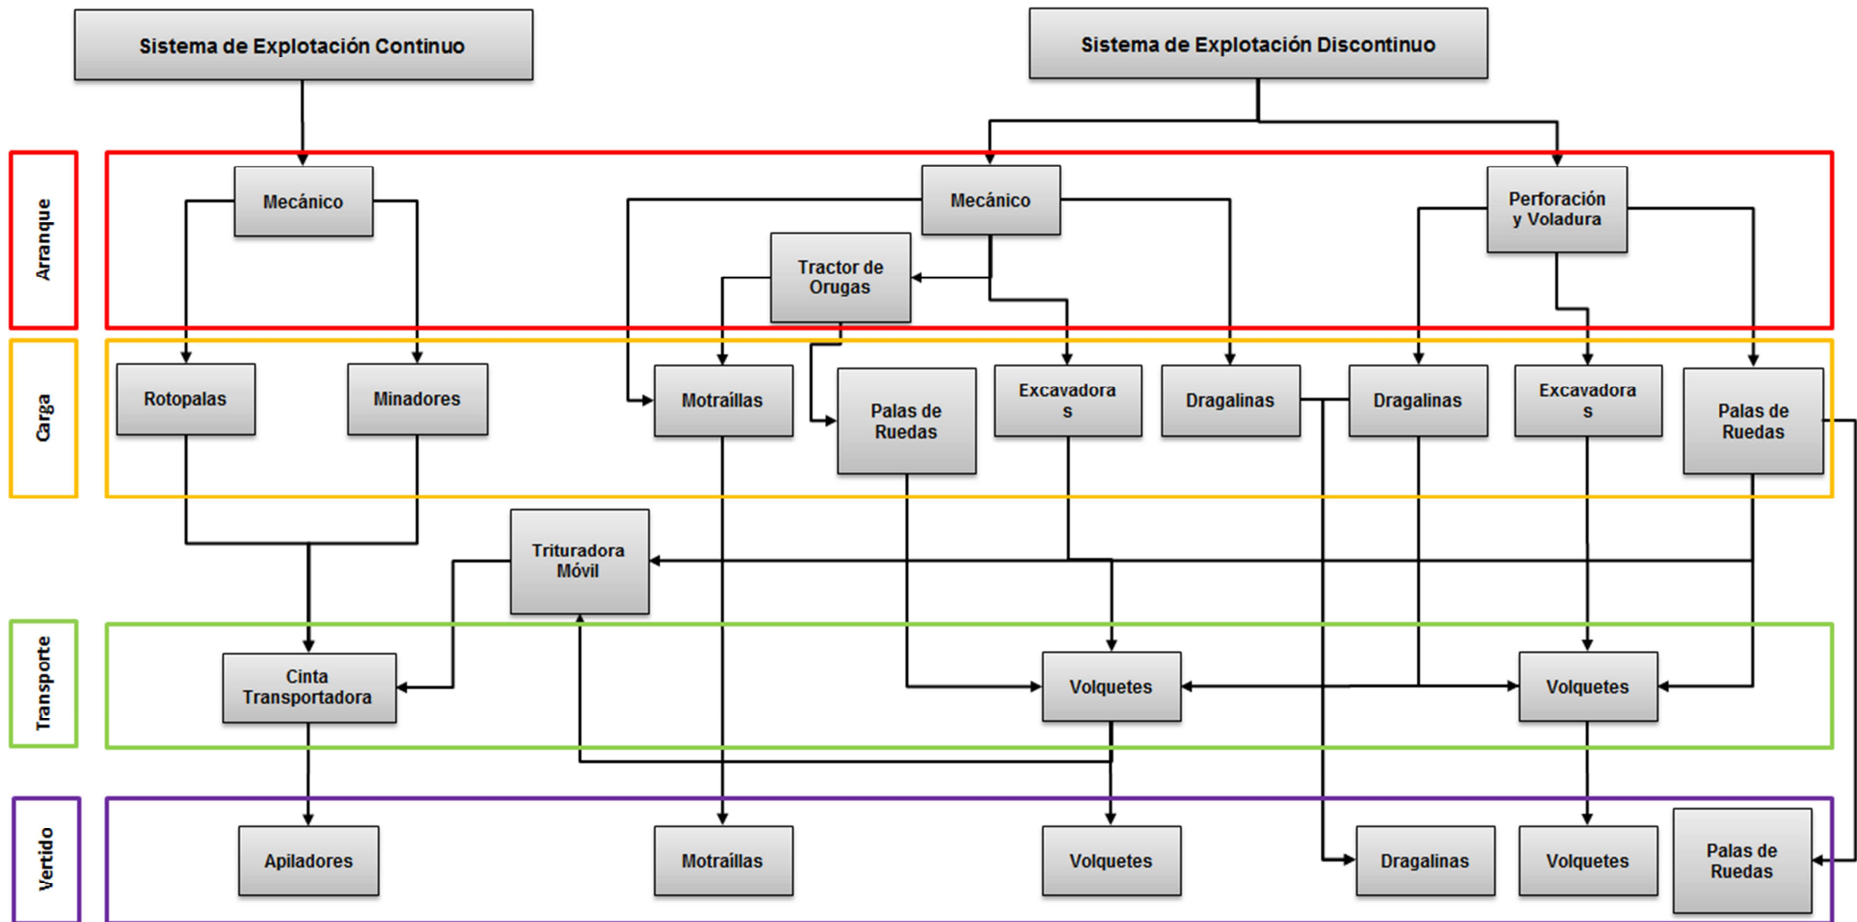 Sistema de Explotación Continuo
Sistema de Explotación Discontinuo
Arranque
Mecánico
Mecánico
Perforación
y Voladura
Tractor de
Orugas
Carga
Rotopalas
Minadores
Motraíllas
Palas de
Ruedas
Excavadora
s
Dragalinas
Dragalinas
Excavadora
s
Palas de
Ruedas
Trituradora
Móvil
Transporte
Cinta
Transportadora
Volquetes
Volquetes
Vertido
Apiladores
Motraíllas
Volquetes
Dragalinas
Volquetes
Palas de
Ruedas